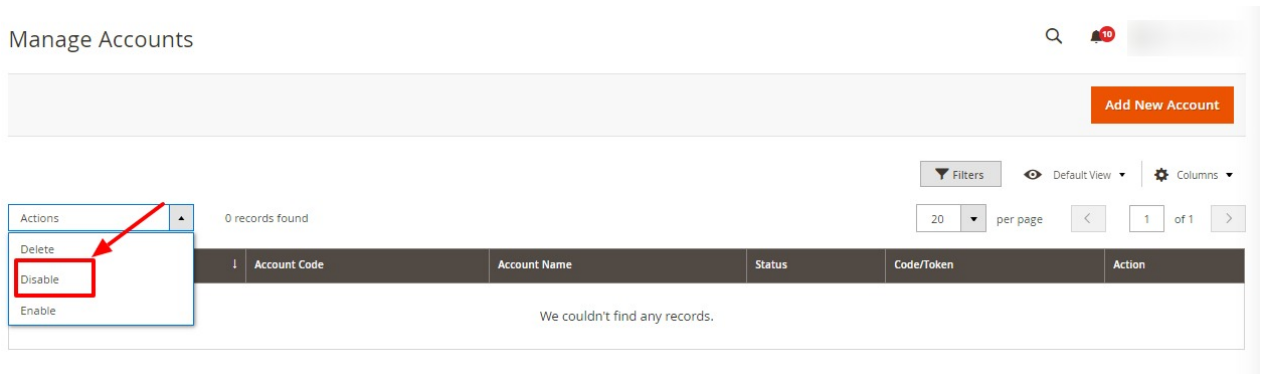 Manage Accounts
10
Add New Account
Filters
Default View
Columns
Actions
0 records found
20
per page
1
of 1
Delete
Disable
Enable
Account Code
Account Name
Status
Code/Token
Action
We couldn't find any records.